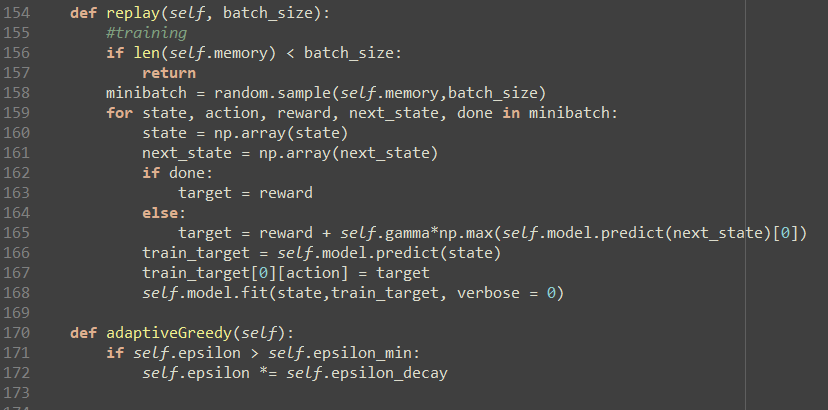 154 def replay(self, batch_size):
155 #training
156 if len(self.memory) < batch_size:
157 return
158 minibatch = random.sample(self.memory,batch_size)
159 for state, action, reward, next_state, done in minibatch:
160 state = np.array(state)
161 next_state = np.array(next_state)
162 if done:
163 target = reward
164 else:
165 target = reward + self.gamma*np.max(self.model.predict(next_state)[0])
166 train_target = self.model.predict(state)
167 train_target[0][action] = target
168 self.model.fit(state,train_target, verbose = 0)
169
170 def adaptiveGreedy(self):
171 if self.epsilon > self.epsilon_min:
172 self.epsilon *= self.epsilon_decay
173